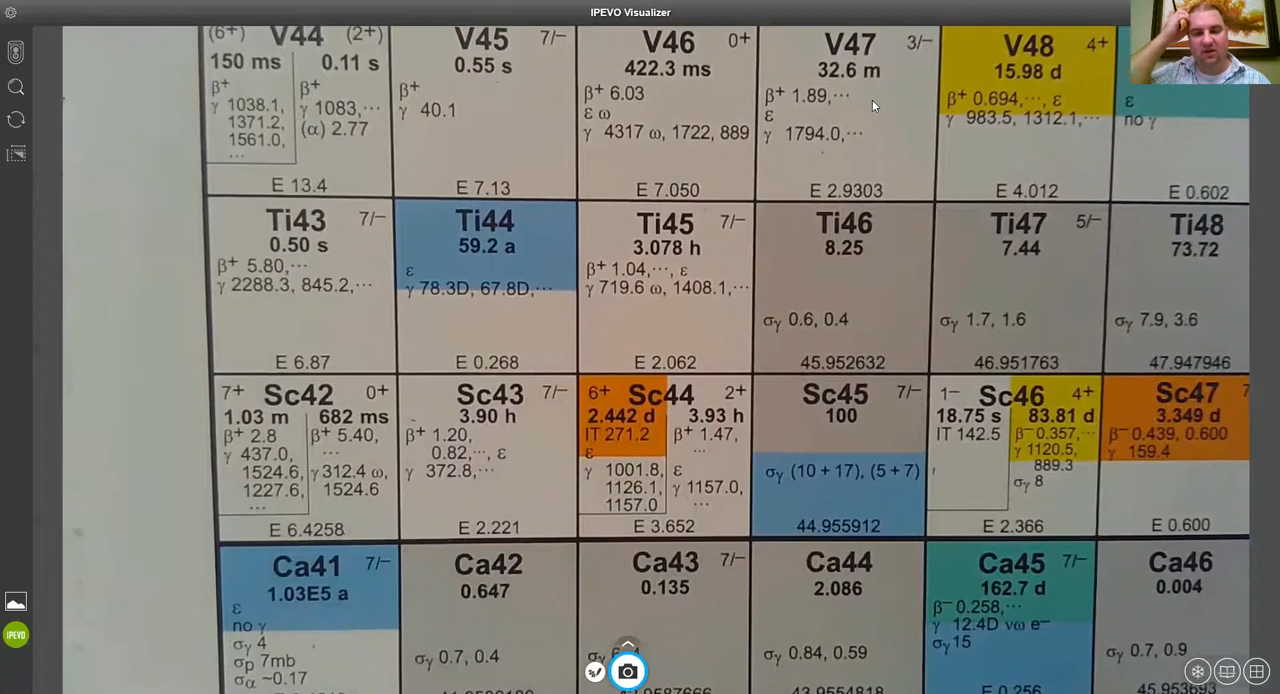 IPEVO Visualizer
(6+) V44 (2+)
150 ms 0.11 s
β+ β+
γ 1038.1, γ 1083,···
1371.2, (α) 2.77
1561.0,
···
E 13.4
V45 7/–
0.55 s
β+
γ 40.1
E 7.13
V46 0+
422.3 ms
β+ 6.03
ε ω
γ 4317 ω, 1722, 889
E 7.050
V47 3/–
32.6 m
β+ 1.89,···
ε
γ 1794.0,···
E 2.9303
V48 4+
15.98 d
β+ 0.694,···, ε
γ 983.5, 1312.1,···
E 4.012
ε
no γ
E 0.602
Ti43 7/–
0.50 s
β+ 5.80,···
γ 2288.3, 845.2,···
E 6.87
Ti44
59.2 a
ε
γ 78.3D, 67.8D,···
E 0.268
Ti45 7/–
3.078 h
β+ 1.04,···, ε
γ 719.6 ω, 1408.1,···
E 2.062
Ti46
8.25
σγ 0.6, 0.4
45.952632
Ti47 5/–
7.44
σγ 1.7, 1.6
46.951763
Ti48
73.72
σγ 7.9, 3.6
47.947946
7+ Sc42 0+
1.03 m 682 ms
β+ 2.8 β+ 5.40,
γ 437.0, ···
1524.6, γ 312.4 ω,
1227.6, 1524.6
···
E 6.4258
Sc43 7/–
3.90 h
β+ 1.20,
0.82,···, ε
γ 372.8,···
E 2.221
6+ Sc44 2+
2.442 d 3.93 h
IT 271.2 β+ 1.47,
ε ···
γ 1001.8, ε
1126.1, γ 1157.0,
1157.0 ···
E 3.652
Sc45 7/–
100
σγ (10 + 17), (5 + 7)
44.955912
1– Sc46 4+
18.75 s 83.81 d
IT 142.5 β– 0.357,···
γ 1120.5,
889.3
σγ 8
E 2.366
Sc47 7
3.349 d
β– 0.439, 0.600
γ 159.4
E 0.600
Ca41 7/–
1.03E5 a
ε
no γ
σγ 4
σp 7mb
σα ~0.17
Ca42
0.647
σγ 0.7, 0.4
Ca43 7/–
0.135
σγ
Ca44
2.086
σγ 0.84, 0.59
43.9554818
Ca45 7/–
162.7 d
β– 0.258,···
γ 12.4D νω e–
σγ 15
E 0.256
Ca46
0.004
σγ 0.7, 0.9
45.953693
IPEVO